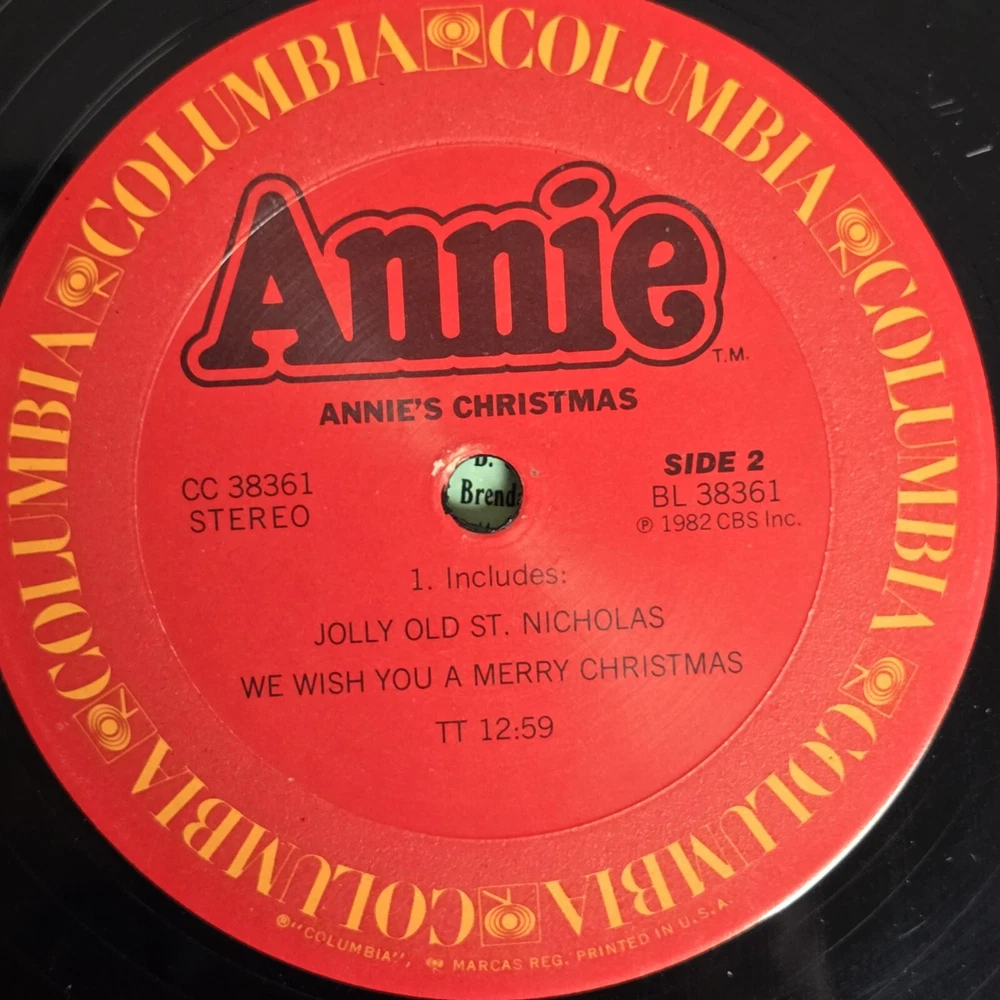 COLUMBIA COLUMBIA COLUMBIA COLUMBIA COLUMBIA COLUMBIA
Annie
T.M.
ANNIE'S CHRISTMAS
CC 38361
STEREO
SIDE 2
BL 38361
Ⓟ 1982 CBS Inc.
B.
1. Includes:
JOLLY OLD ST. NICHOLAS
WE WISH YOU A MERRY CHRISTMAS
TT 12:59
®"COLUMBIA", MARCAS REG. PRINTED IN U.S.A.